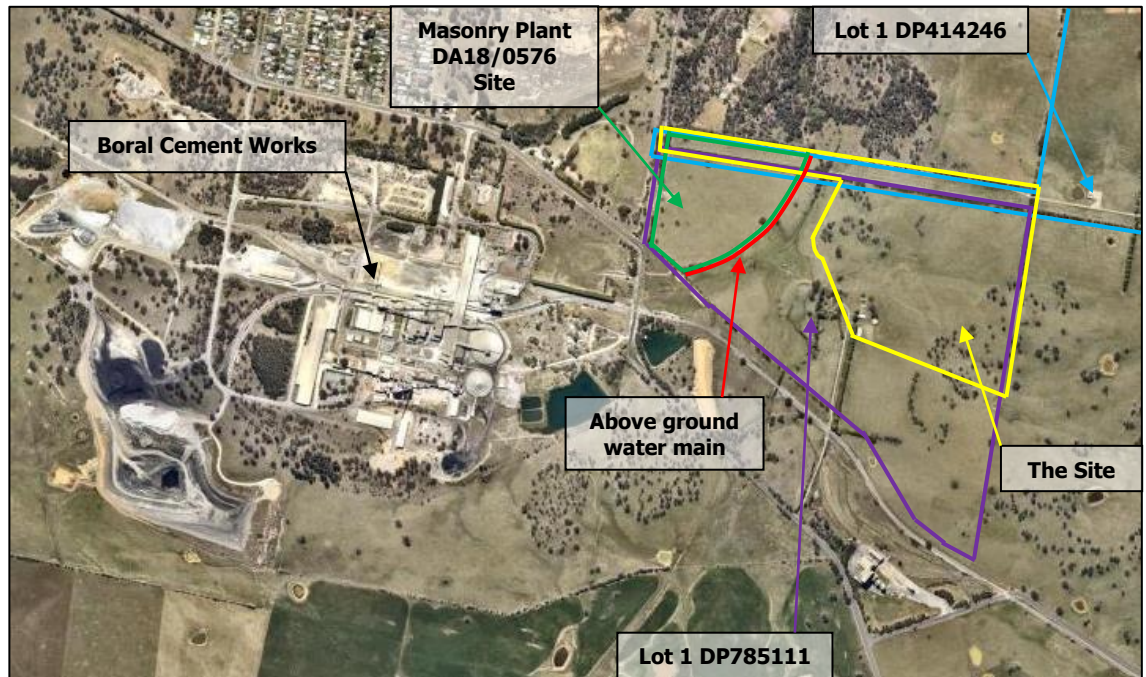 Masonry Plant
DA18/0576
Site
Lot 1 DP414246
Boral Cement Works
Above ground
water main
The Site
Lot 1 DP785111